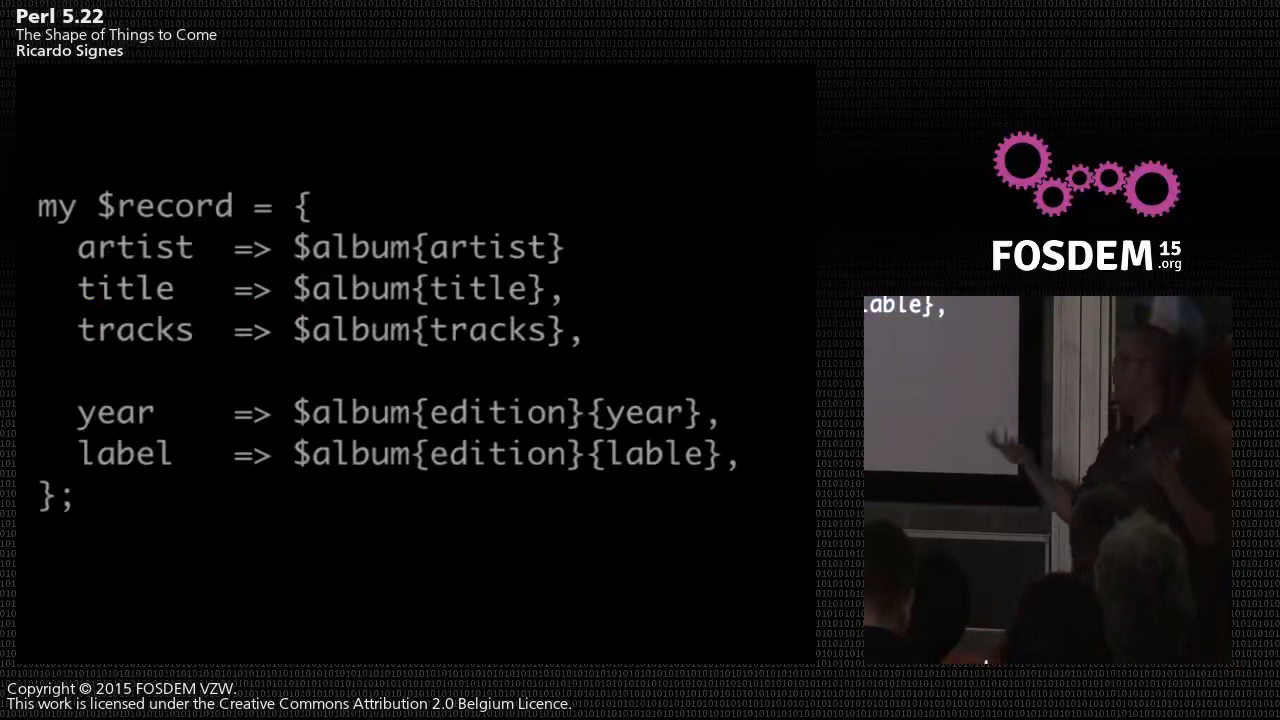 Perl 5.22
The Shape of Things to Come
Ricardo Signes
my $record = {
artist => $album{artist}
title => $album{title},
tracks => $album{tracks},
year => $album{edition}{year},
label => $album{edition}{lable},
};
FOSDEM 15
.org
lable},
Copyright © 2015 FOSDEM VZW.
This work is licensed under the Creative Commons Attribution 2.0 Belgium Licence.